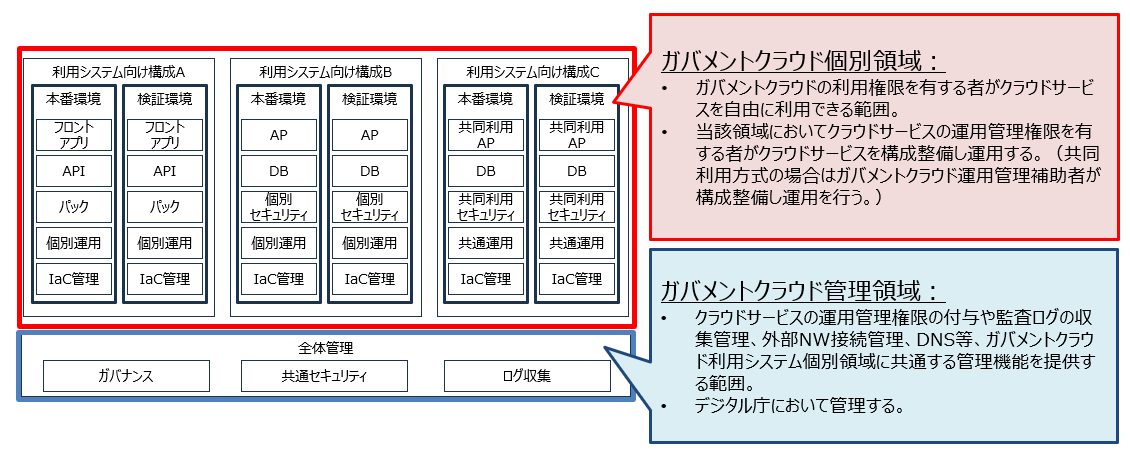 利用システム向け構成A
本番環境
フロント
アプリ
API
パック
個別運用
IaC管理
検証環境
フロント
アプリ
API
パック
個別運用
IaC管理
利用システム向け構成B
本番環境
AP
DB
個別
セキュリティ
個別運用
IaC管理
検証環境
AP
DB
個別
セキュリティ
個別運用
IaC管理
利用システム向け構成C
本番環境
共同利用
AP
DB
共同利用
セキュリティ
共通運用
IaC管理
検証環境
共同利用
AP
DB
共同利用
セキュリティ
共通運用
IaC管理
全体管理
ガバナンス
共通セキュリティ
ログ収集
ガバメントクラウド個別領域：
• ガバメントクラウドの利用権限を有する者がクラウドサービ
スを自由に利用できる範囲。
• 当該領域においてクラウドサービスの運用管理権限を有
する者がクラウドサービスを構成整備し運用する。（共同
利用方式の場合はガバメントクラウド運用管理補助者が
構成整備し運用を行う。）
ガバメントクラウド管理領域：
• クラウドサービスの運用管理権限の付与や監査ログの収
集管理、外部NW接続管理、DNS等、ガバメントクラウ
ド利用システム個別領域に共通する管理機能を提供す
る範囲。
• デジタル庁において管理する。